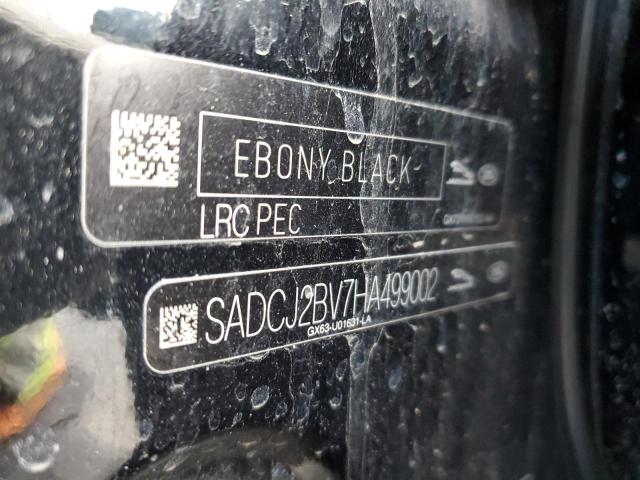 EBONY BLACK
LRC PEC
SADCJ2BV7HA499002
GX63-U01631-LA